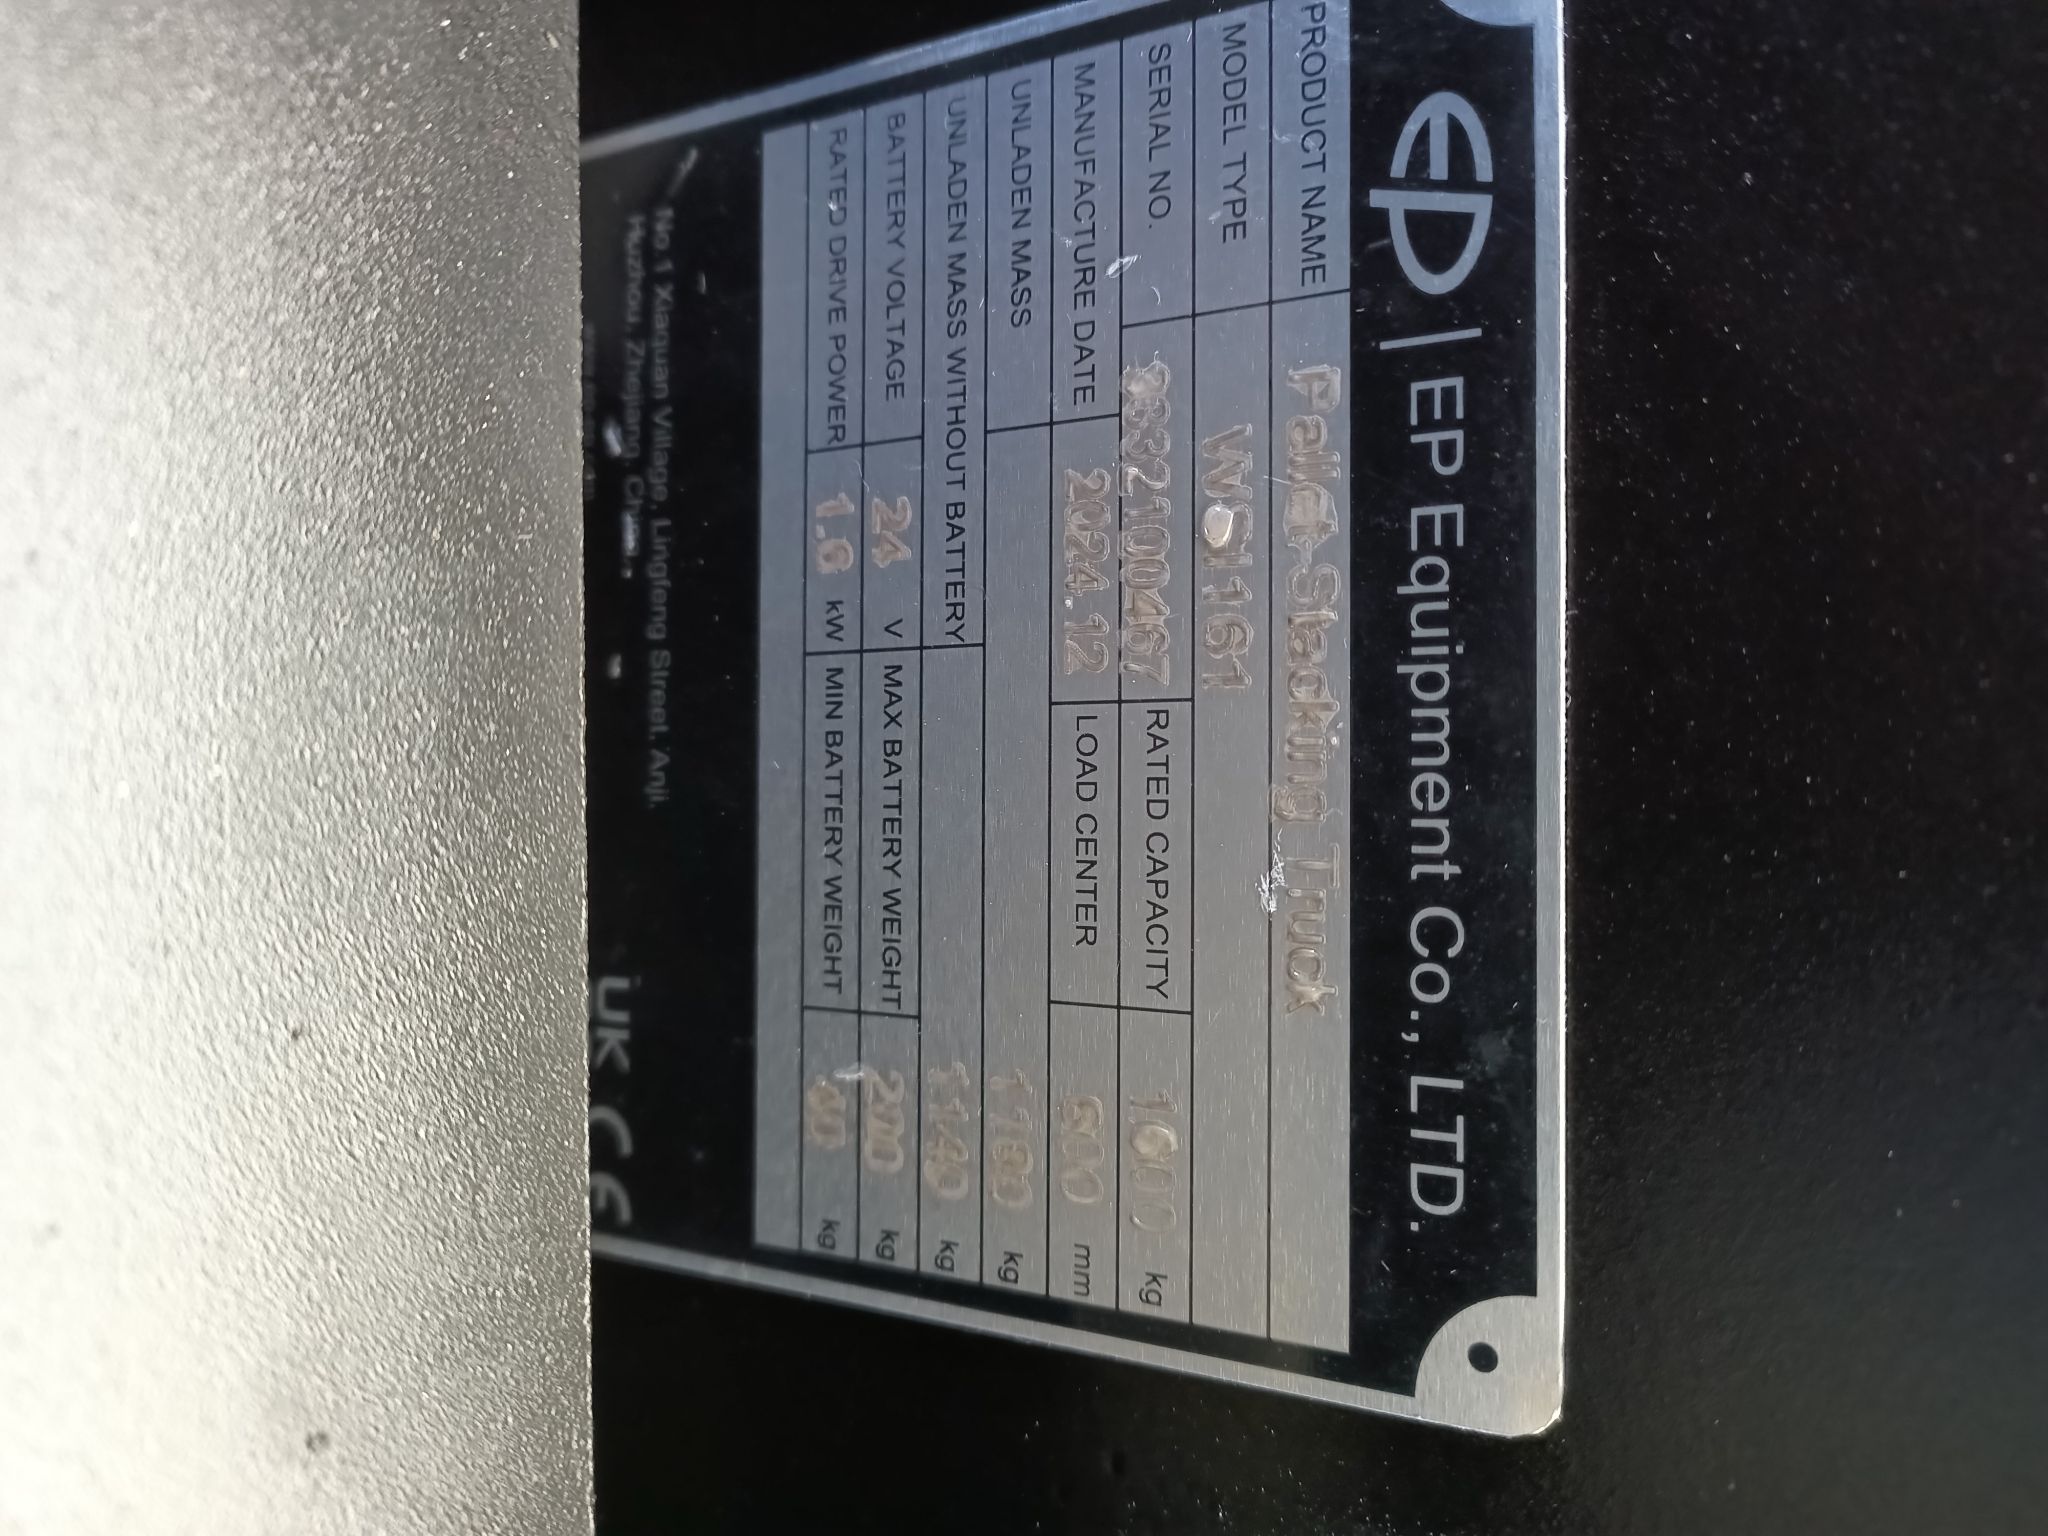 EP | EP Equipment Co., LTD.
PRODUCT NAME Pallet-Stacking Truck
MODEL TYPE WSI161
SERIAL NO. RATED CAPACITY 1600 kg
MANUFACTURE DATE 2024.12 LOAD CENTER 600 mm
UNLADEN MASS kg
UNLADEN MASS WITHOUT BATTERY 1140 kg
BATTERY VOLTAGE 24 V MAX BATTERY WEIGHT kg
RATED DRIVE POWER 1.6 kW MIN BATTERY WEIGHT kg
No.1 Xiaquan Village, Lingfeng Street, Anji,
Huzhou, Zhejiang, China.
UK CE